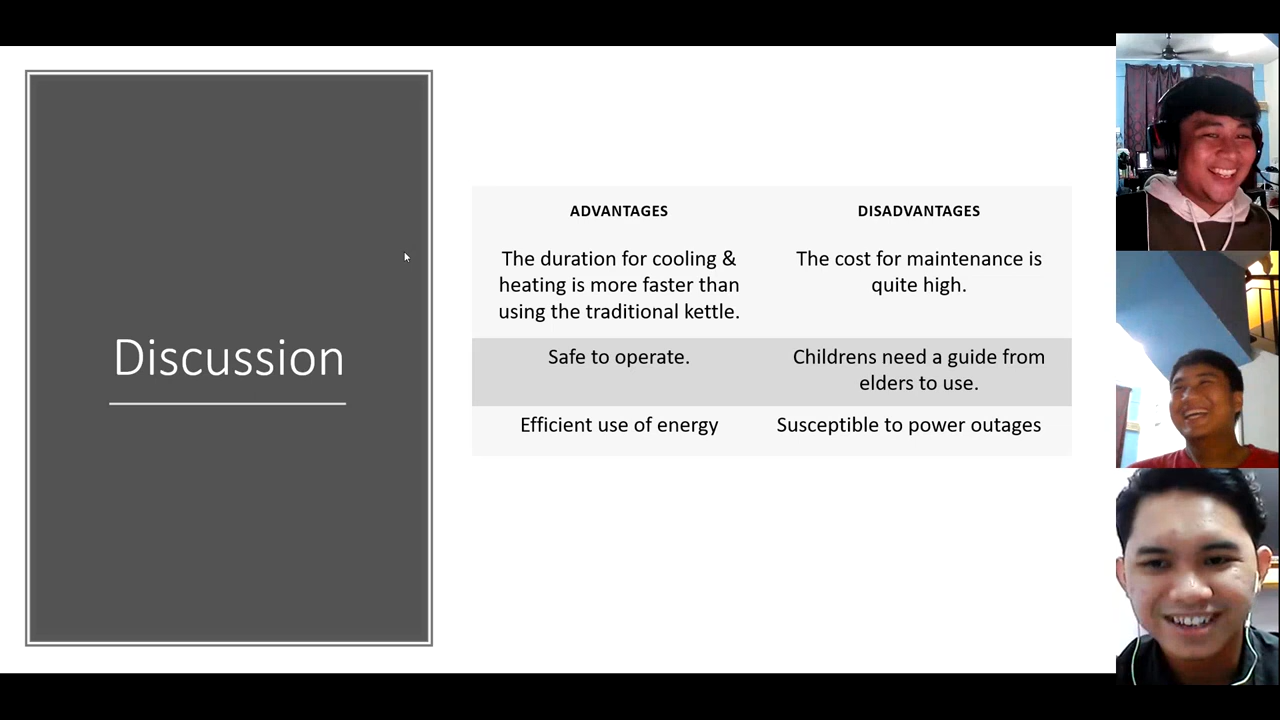 Discussion
ADVANTAGES
DISADVANTAGES
The duration for cooling &
heating is more faster than
using the traditional kettle.
The cost for maintenance is
quite high.
Safe to operate.
Childrens need a guide from
elders to use.
Efficient use of energy
Susceptible to power outages